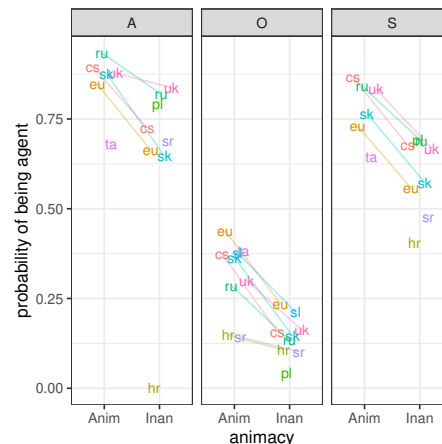 A O S
ru
cs uk
sk
eu
uk
ru
pl
cs
sr
eu
sk
ta
hr
eu
cs sl ta
sk
ru uk
hr sr
eu
sl
cs uk
sk
ru
hr sr
pl
cs
ru uk
sk
eu
ta
cs pl ru
uk
sk
eu
sr
hr
0.75
0.50
0.25
0.00
probability of being agent
Anim Inan Anim Inan Anim Inan
animacy